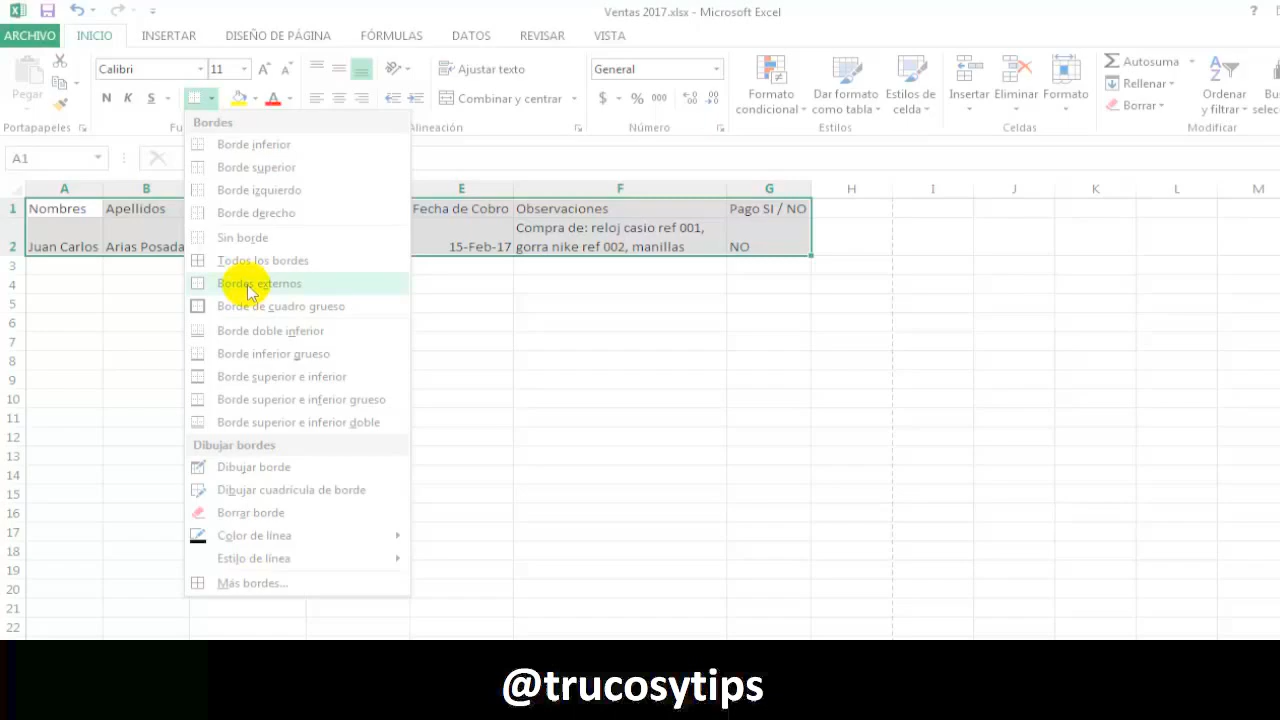 Ventas 2017.xlsx - Microsoft Excel
?
ARCHIVO INICIO INSERTAR DISEÑO DE PÁGINA FÓRMULAS DATOS REVISAR VISTA
Pegar
Calibri 11
N K S
Ajustar texto
Combinar y centrar
General
$ % 000
Formato condicional
Dar formato como tabla
Estilos de celda
Insertar Eliminar Formato
Autosuma
Rellenar
Borrar
Ordenar y filtrar
Portapapeles
Alineación Número Estilos Celdas Modificar
A1
Bordes
Borde inferior
Borde superior
Borde izquierdo
Borde derecho
Sin borde
Todos los bordes
Bordes externos
Borde de cuadro grueso
Borde doble inferior
Borde inferior grueso
Borde superior e inferior
Borde superior e inferior grueso
Borde superior e inferior doble
Dibujar bordes
Dibujar borde
Dibujar cuadrícula de borde
Borrar borde
Color de línea
Estilo de línea
Más bordes...
A B E F G H I J K L M
1 Nombres Apellidos Fecha de Cobro Observaciones Pago SI / NO
Compra de: reloj casio ref 001,
2 Juan Carlos Arias Posada 15-Feb-17 gorra nike ref 002, manillas NO
3
4
5
6
7
8
9
10
11
12
13
14
15
16
17
18
19
20
21
22
@trucosytips